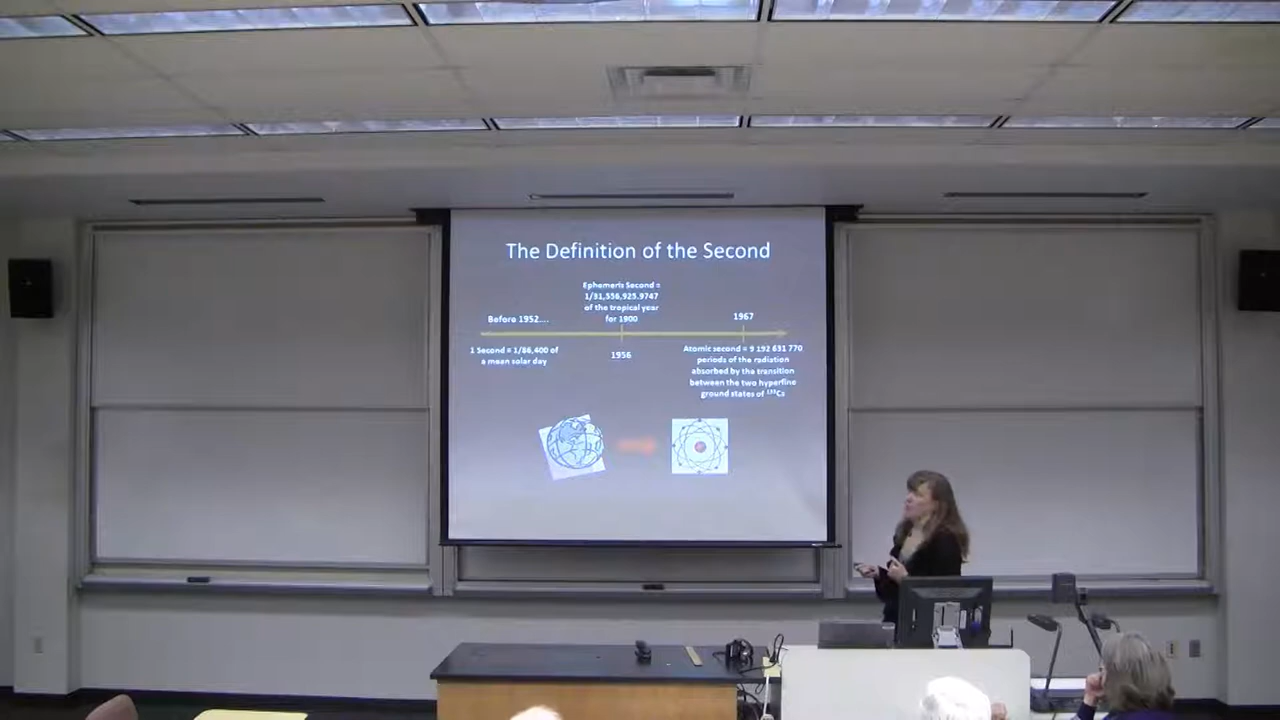 The Definition of the Second
Ephemeris Second =
1/31,556,925.9747
of the tropical year
for 1900
Before 1952...
1967
1 Second = 1/86,400 of
a mean solar day
1956
Atomic second = 9 192 631 770
periods of the radiation
absorbed by the transition
between the two hyperfine
ground states of ¹³³Cs